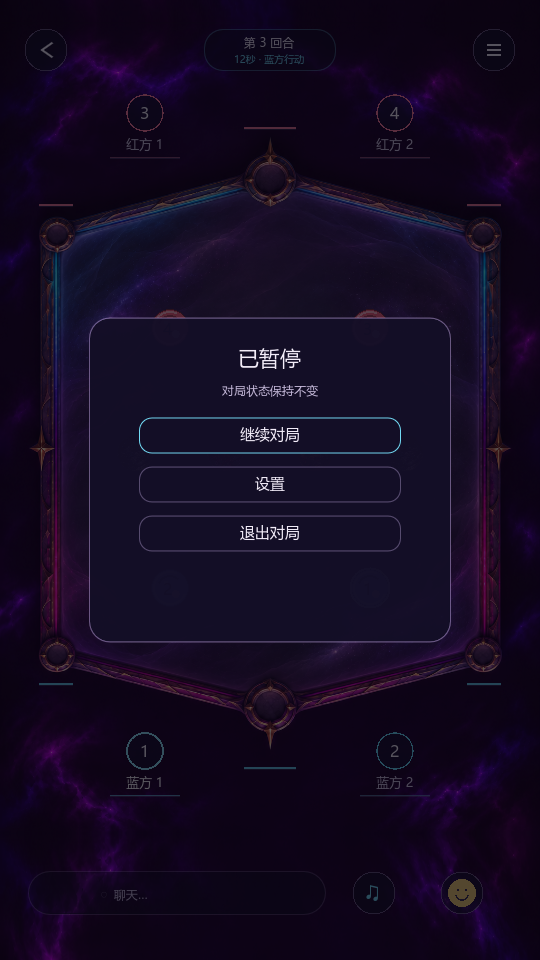 第 3 回合
12秒 · 蓝方行动
3
4
红方 1
红方 2
已暂停
对局状态保持不变
继续对局
设置
退出对局
1
2
蓝方 1
蓝方 2
聊天...